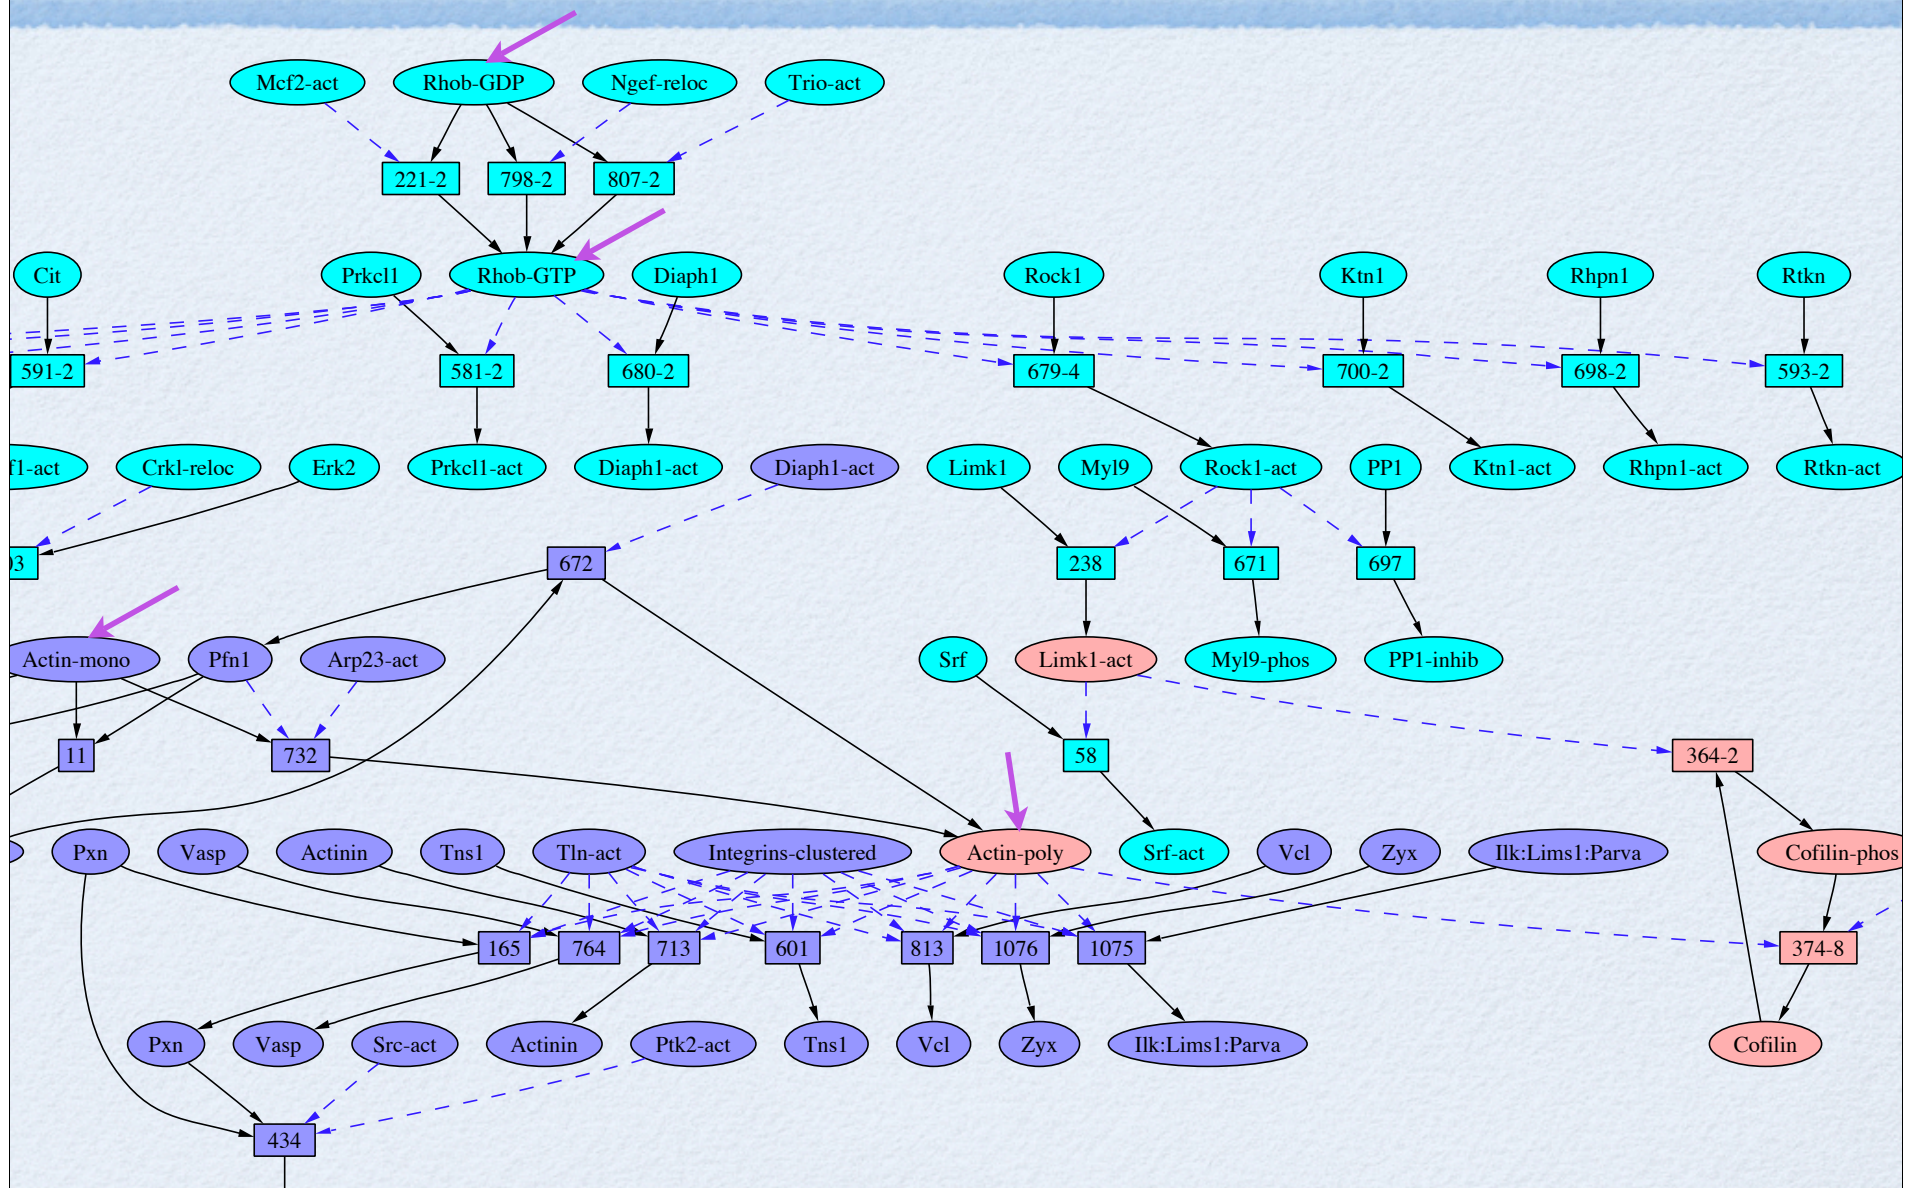 Mcf2-act Rhob-GDP Ngef-reloc Trio-act
221-2 798-2 807-2
Cit Prkcl1 Rhob-GTP Diaph1 Rock1 Ktn1 Rhpn1 Rtkn
591-2 581-2 680-2 679-4 700-2 698-2 593-2
f1-act Crkl-reloc Erk2 Prkcl1-act Diaph1-act Diaph1-act Limk1 Myl9 Rock1-act PP1 Ktn1-act Rhpn1-act Rtkn-act
03 672 238 671 697
Actin-mono Pfn1 Arp23-act Srf Limk1-act Myl9-phos PP1-inhib
11 732 58 364-2
Pxn Vasp Actinin Tns1 Tln-act Integrins-clustered Actin-poly Srf-act Vcl Zyx Ilk:Lims1:Parva Cofilin-phos
165 764 713 601 813 1076 1075 374-8
Pxn Vasp Src-act Actinin Ptk2-act Tns1 Vcl Zyx Ilk:Lims1:Parva Cofilin
434